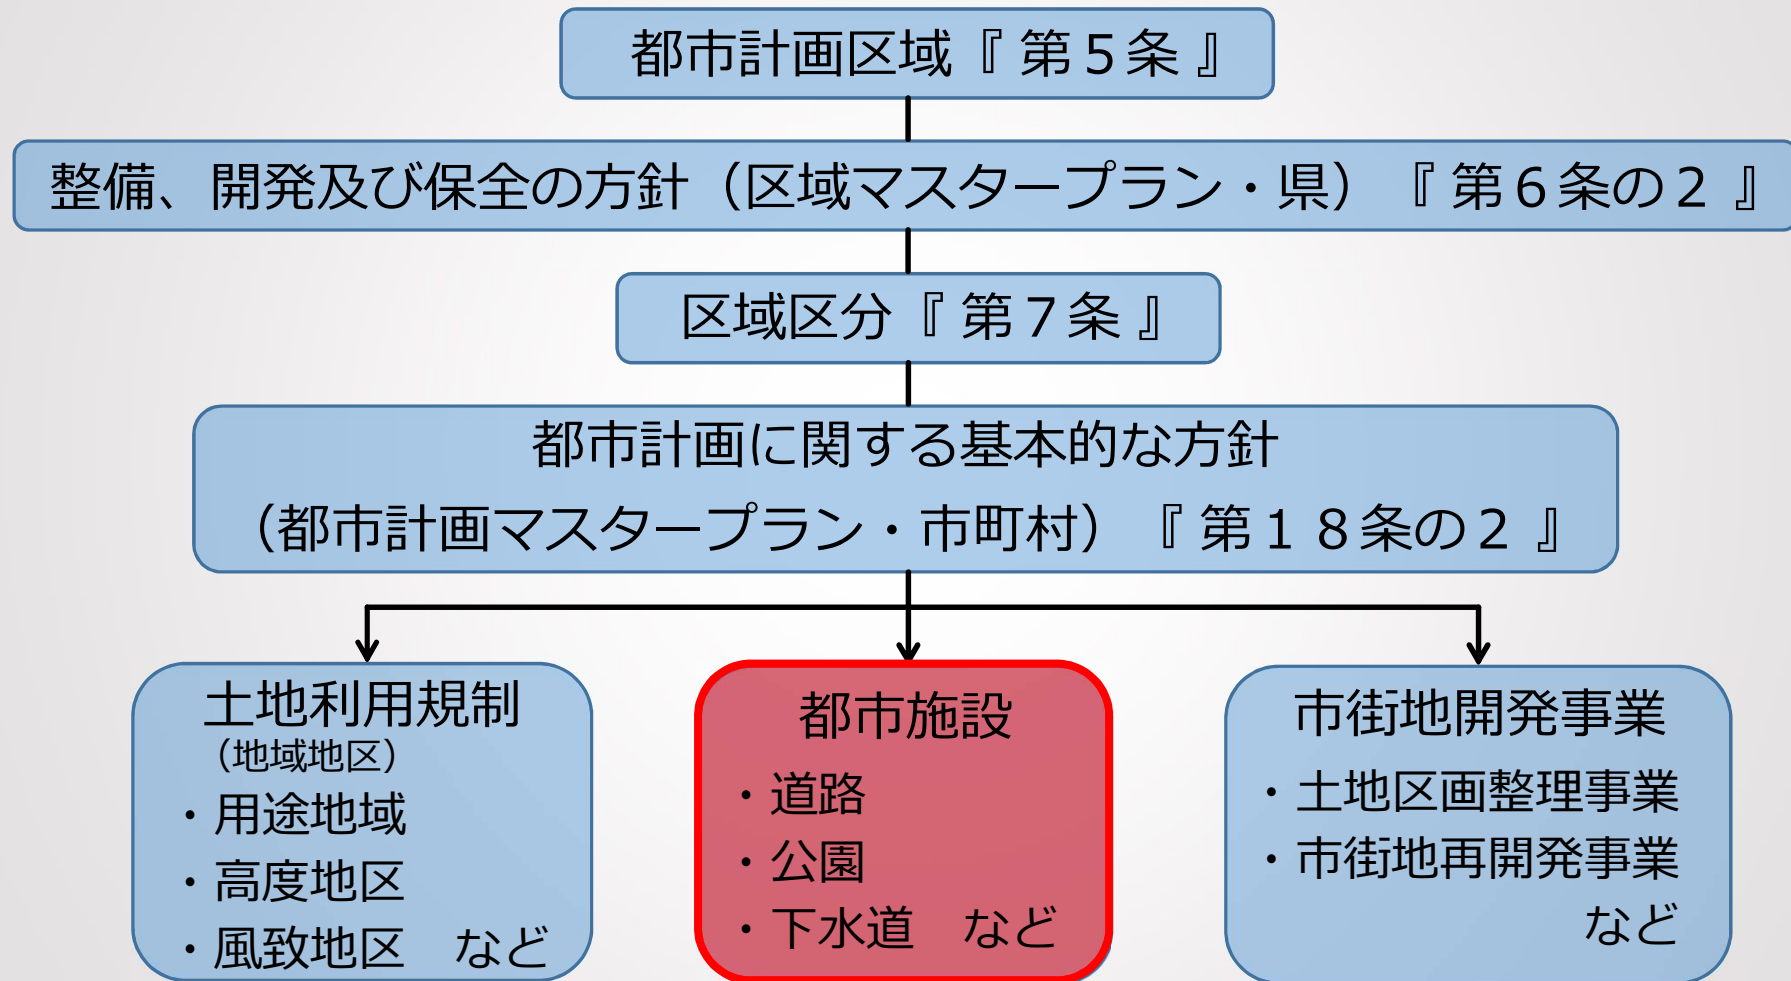 都市計画区域『 第５条 』
整備、開発及び保全の方針（区域マスタープラン・県）『 第６条の２ 』
区域区分『 第７条 』
都市計画に関する基本的な方針
（都市計画マスタープラン・市町村）『 第１８条の２ 』
土地利用規制
（地域地区）
・用途地域
・高度地区
・風致地区　など
都市施設
・道路
・公園
・下水道　など
市街地開発事業
・土地区画整理事業
・市街地再開発事業
など